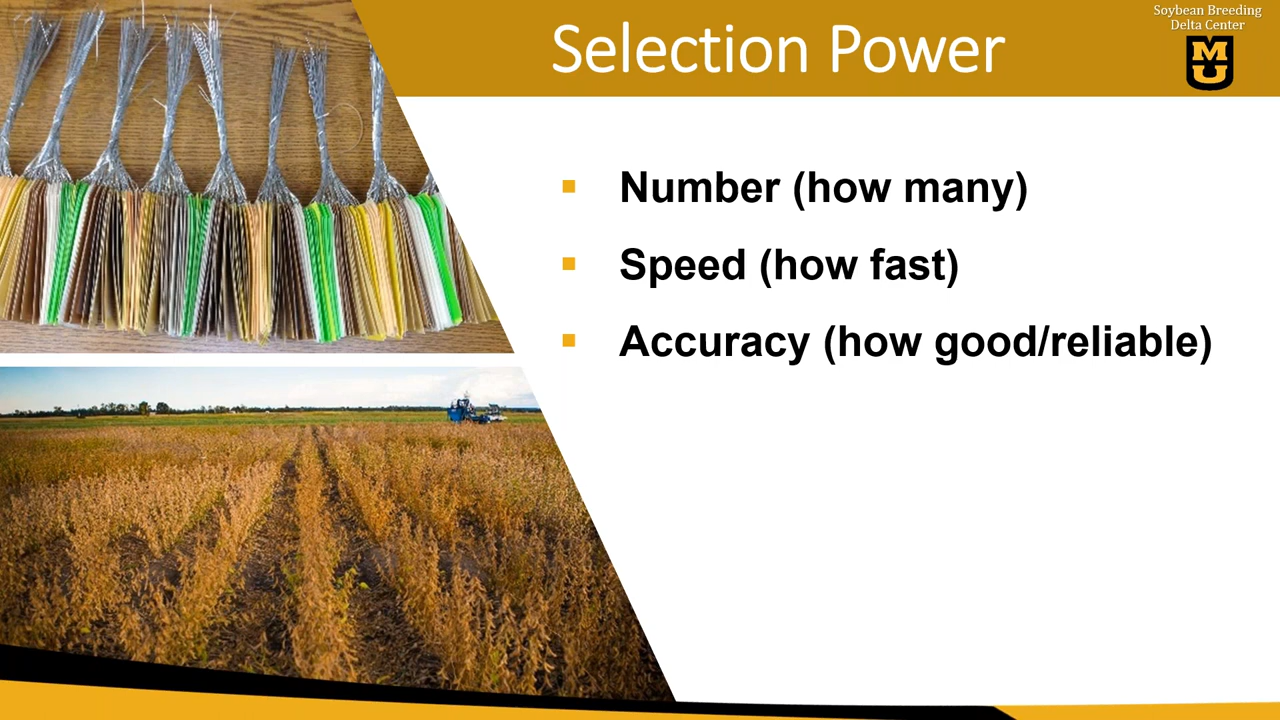 Selection Power
Soybean Breeding
Delta Center
MU
Number (how many)
Speed (how fast)
Accuracy (how good/reliable)